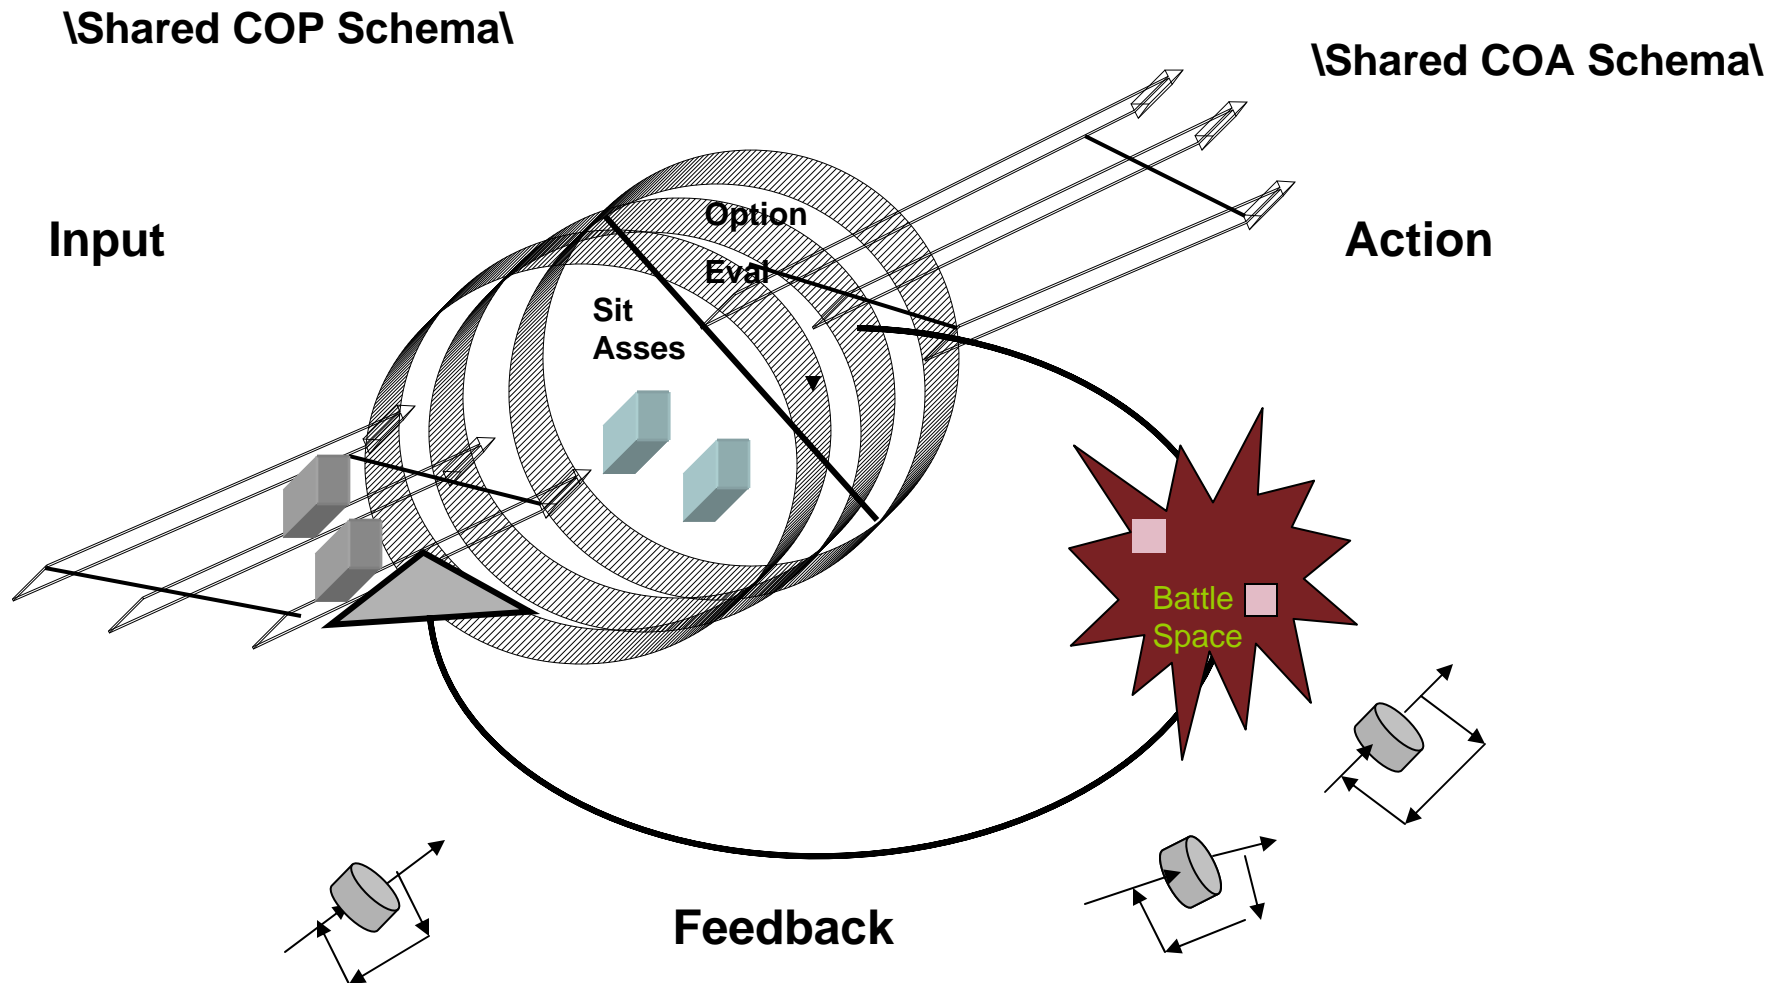 \Shared COP Schema\
\Shared COA Schema\
Input
Option
Eval
Action
Sit
Asses
Battle
Space
Feedback